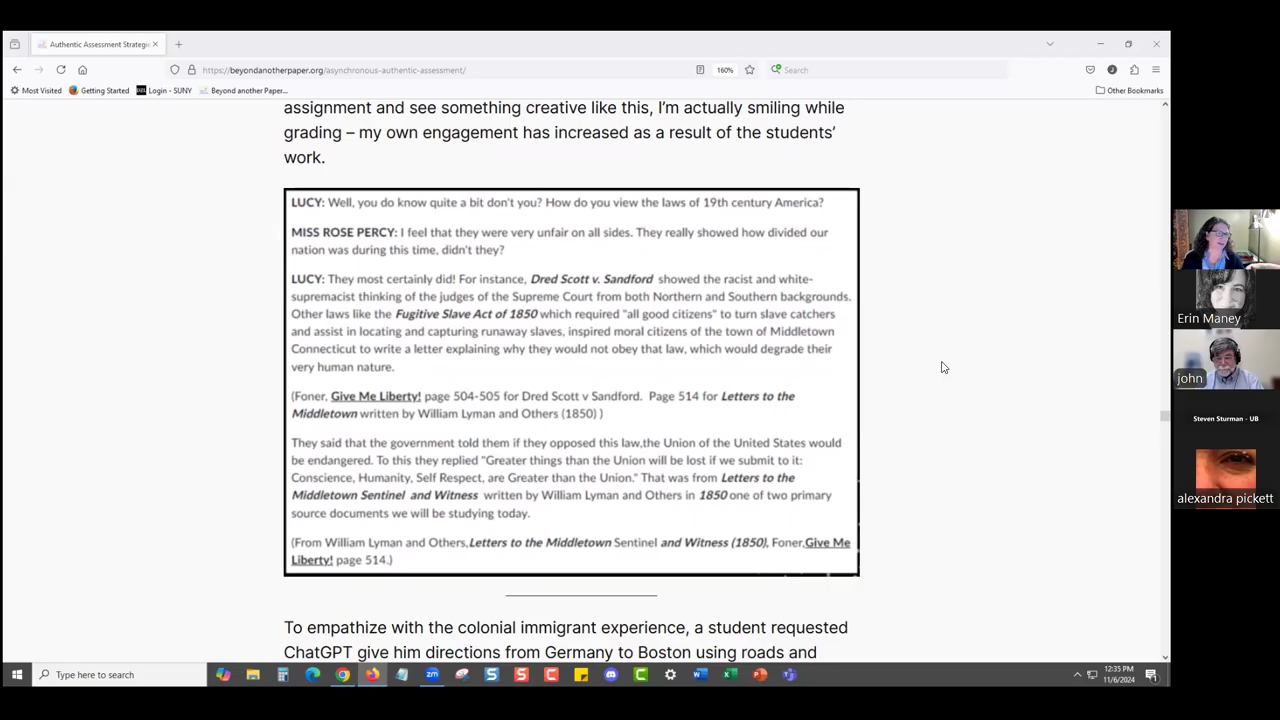 Authentic Assessment Strategi
https://beyondanotherpaper.org/asynchronous-authentic-assessment/
160%
Search
Most Visited
Getting Started
Login - SUNY
Beyond another Paper...
Other Bookmarks
assignment and see something creative like this, I'm actually smiling while
grading – my own engagement has increased as a result of the students'
work.
LUCY: Well, you do know quite a bit don't you? How do you view the laws of 19th century America?
MISS ROSE PERCY: I feel that they were very unfair on all sides. They really showed how divided our
nation was during this time, didn't they?
LUCY: They most certainly did! For instance, Dred Scott v. Sandford showed the racist and white-
supremacist thinking of the judges of the Supreme Court from both Northern and Southern backgrounds.
Other laws like the Fugitive Slave Act of 1850 which required "all good citizens" to turn slave catchers
and assist in locating and capturing runaway slaves, inspired moral citizens of the town of Middletown
Connecticut to write a letter explaining why they would not obey that law, which would degrade their
very human nature.
(Foner, Give Me Liberty! page 504-505 for Dred Scott v Sandford. Page 514 for Letters to the
Middletown written by William Lyman and Others (1850) )
They said that the government told them if they opposed this law,the Union of the United States would
be endangered. To this they replied "Greater things than the Union will be lost if we submit to it:
Conscience, Humanity, Self Respect, are Greater than the Union." That was from Letters to the
Middletown Sentinel and Witness written by William Lyman and Others in 1850 one of two primary
source documents we will be studying today.
(From William Lyman and Others,Letters to the Middletown Sentinel and Witness (1850), Foner,Give Me
Liberty! page 514.)
To empathize with the colonial immigrant experience, a student requested
ChatGPT give him directions from Germany to Boston using roads and
Erin Maney
john
Steven Sturman - UB
alexandra pickett
Type here to search
12:35 PM
11/6/2024